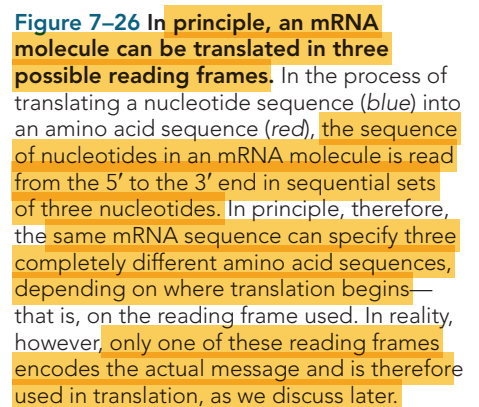 Figure 7–26 In principle, an mRNA
molecule can be translated in three
possible reading frames. In the process of
translating a nucleotide sequence (blue) into
an amino acid sequence (red), the sequence
of nucleotides in an mRNA molecule is read
from the 5′ to the 3′ end in sequential sets
of three nucleotides. In principle, therefore,
the same mRNA sequence can specify three
completely different amino acid sequences,
depending on where translation begins—
that is, on the reading frame used. In reality,
however, only one of these reading frames
encodes the actual message and is therefore
used in translation, as we discuss later.